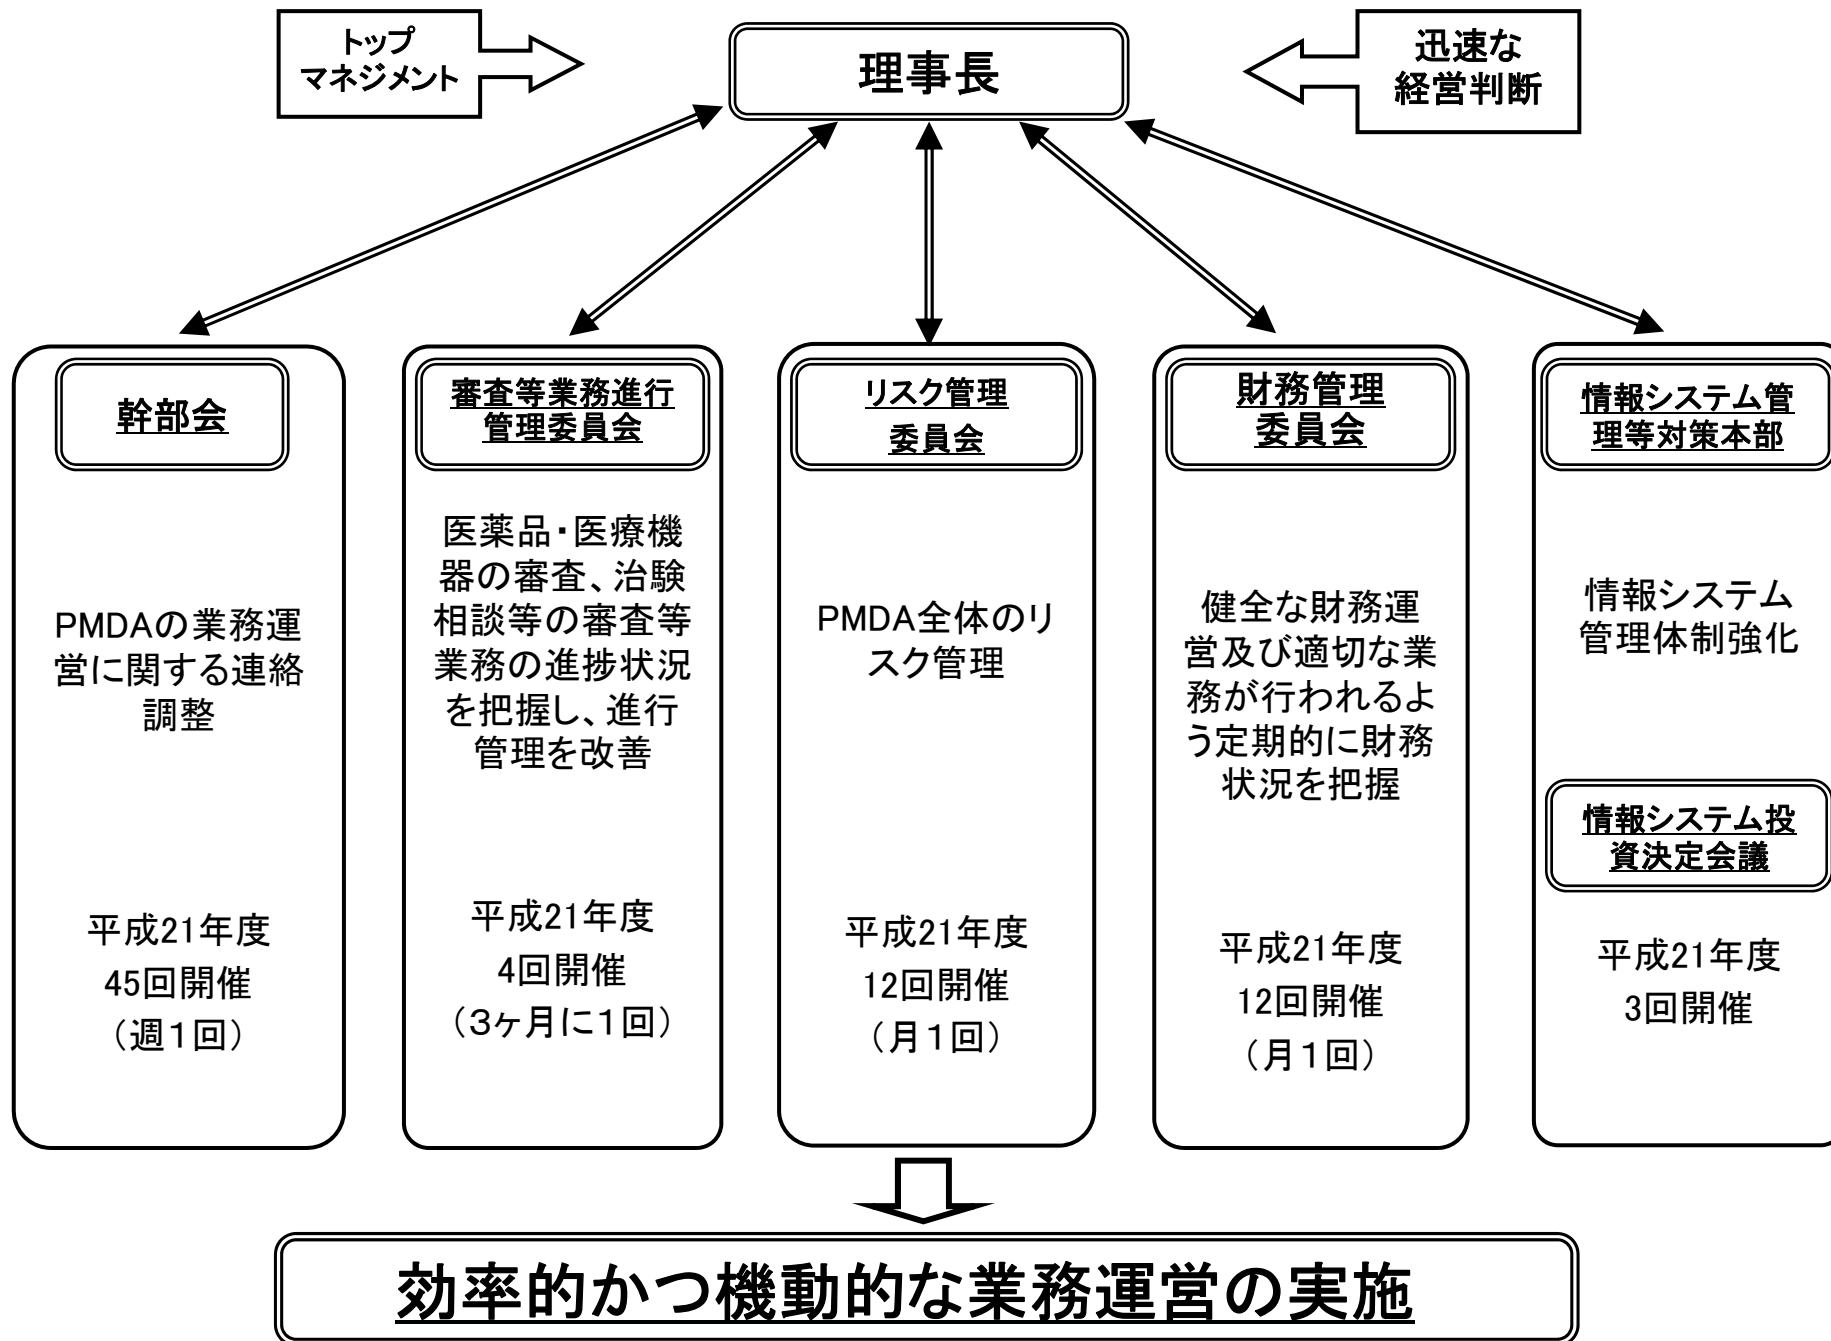 トップ
マネジメント
理事長
迅速な
経営判断
幹部会
PMDAの業務運
営に関する連絡
調整
平成21年度
45回開催
（週１回）
審査等業務進行
管理委員会
医薬品・医療機
器の審査、治験
相談等の審査等
業務の進捗状況
を把握し、進行
管理を改善
平成21年度
4回開催
（３ヶ月に１回）
リスク管理
委員会
PMDA全体のリ
スク管理
平成21年度
12回開催
（月１回）
財務管理
委員会
健全な財務運
営及び適切な業
務が行われるよ
う定期的に財務
状況を把握
平成21年度
12回開催
（月１回）
情報システム管
理等対策本部
情報システム
管理体制強化
情報システム投
資決定会議
平成21年度
3回開催
効率的かつ機動的な業務運営の実施